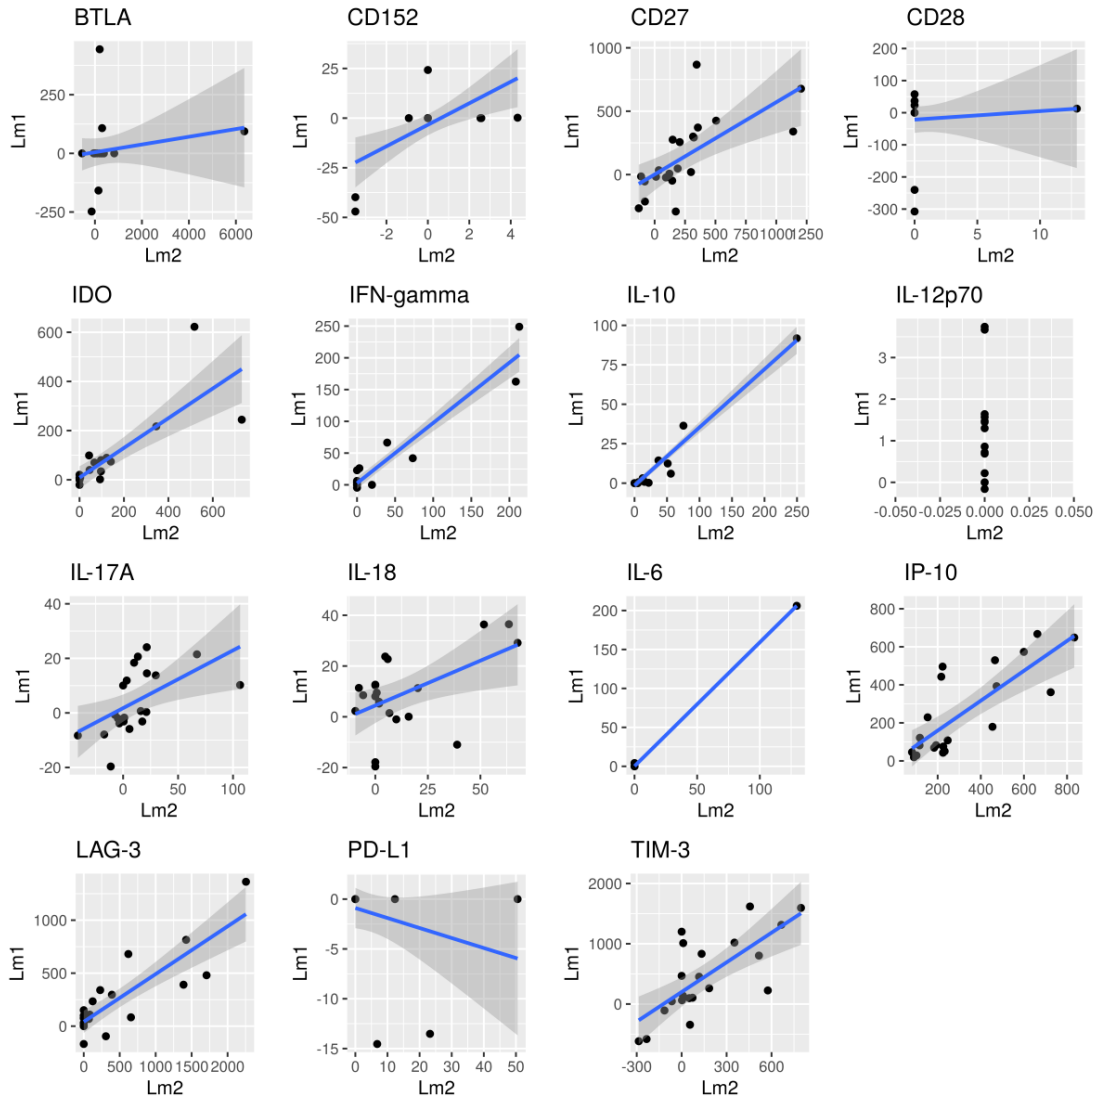 BTLA CD152 CD27 CD28
Lm1
250
0
-250
0 2000 4000 6000
Lm2
Lm1
25
0
-25
-50
-2 0 2 4
Lm2
Lm1
1000
500
0
0 250 500 750 1000 1250
Lm2
Lm1
200
100
0
-100
-200
-300
0 5 10
Lm2
IDO IFN-gamma IL-10 IL-12p70
Lm1
600
400
200
0
0 200 400 600
Lm2
Lm1
250
200
150
100
50
0
0 50 100 150 200
Lm2
Lm1
100
75
50
25
0
0 50 100 150 200 250
Lm2
Lm1
3
2
1
0
-0.050 -0.025 0.000 0.025 0.050
Lm2
IL-17A IL-18 IL-6 IP-10
Lm1
40
20
0
-20
0 50 100
Lm2
Lm1
40
20
0
-20
0 25 50
Lm2
Lm1
200
150
100
50
0
0 50 100
Lm2
Lm1
800
600
400
200
0
200 400 600 800
Lm2
LAG-3 PD-L1 TIM-3
Lm1
1000
500
0
0 500 1000 1500 2000
Lm2
Lm1
0
-5
-10
-15
0 10 20 30 40 50
Lm2
Lm1
2000
1000
0
-300 0 300 600
Lm2